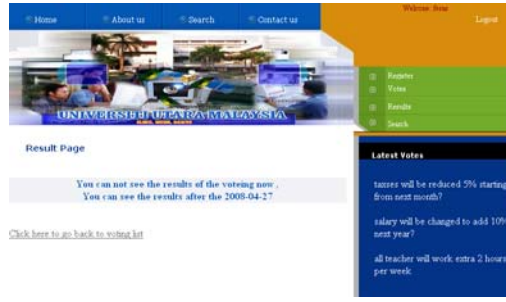 Home About us Search Contact us
Welcome
Logout
Register
Votes
Results
Search
UNIVERSITI UTARA MALAYSIA
Result Page
You can not see the results of the voteing now ,
You can see the results after the 2008-04-27
Click here to go back to voting list
Latest Votes
taxses will be reduced 5% starting
from next month?
salary will be changed to add 10%
next year?
all teacher will work extra 2 hours
per week